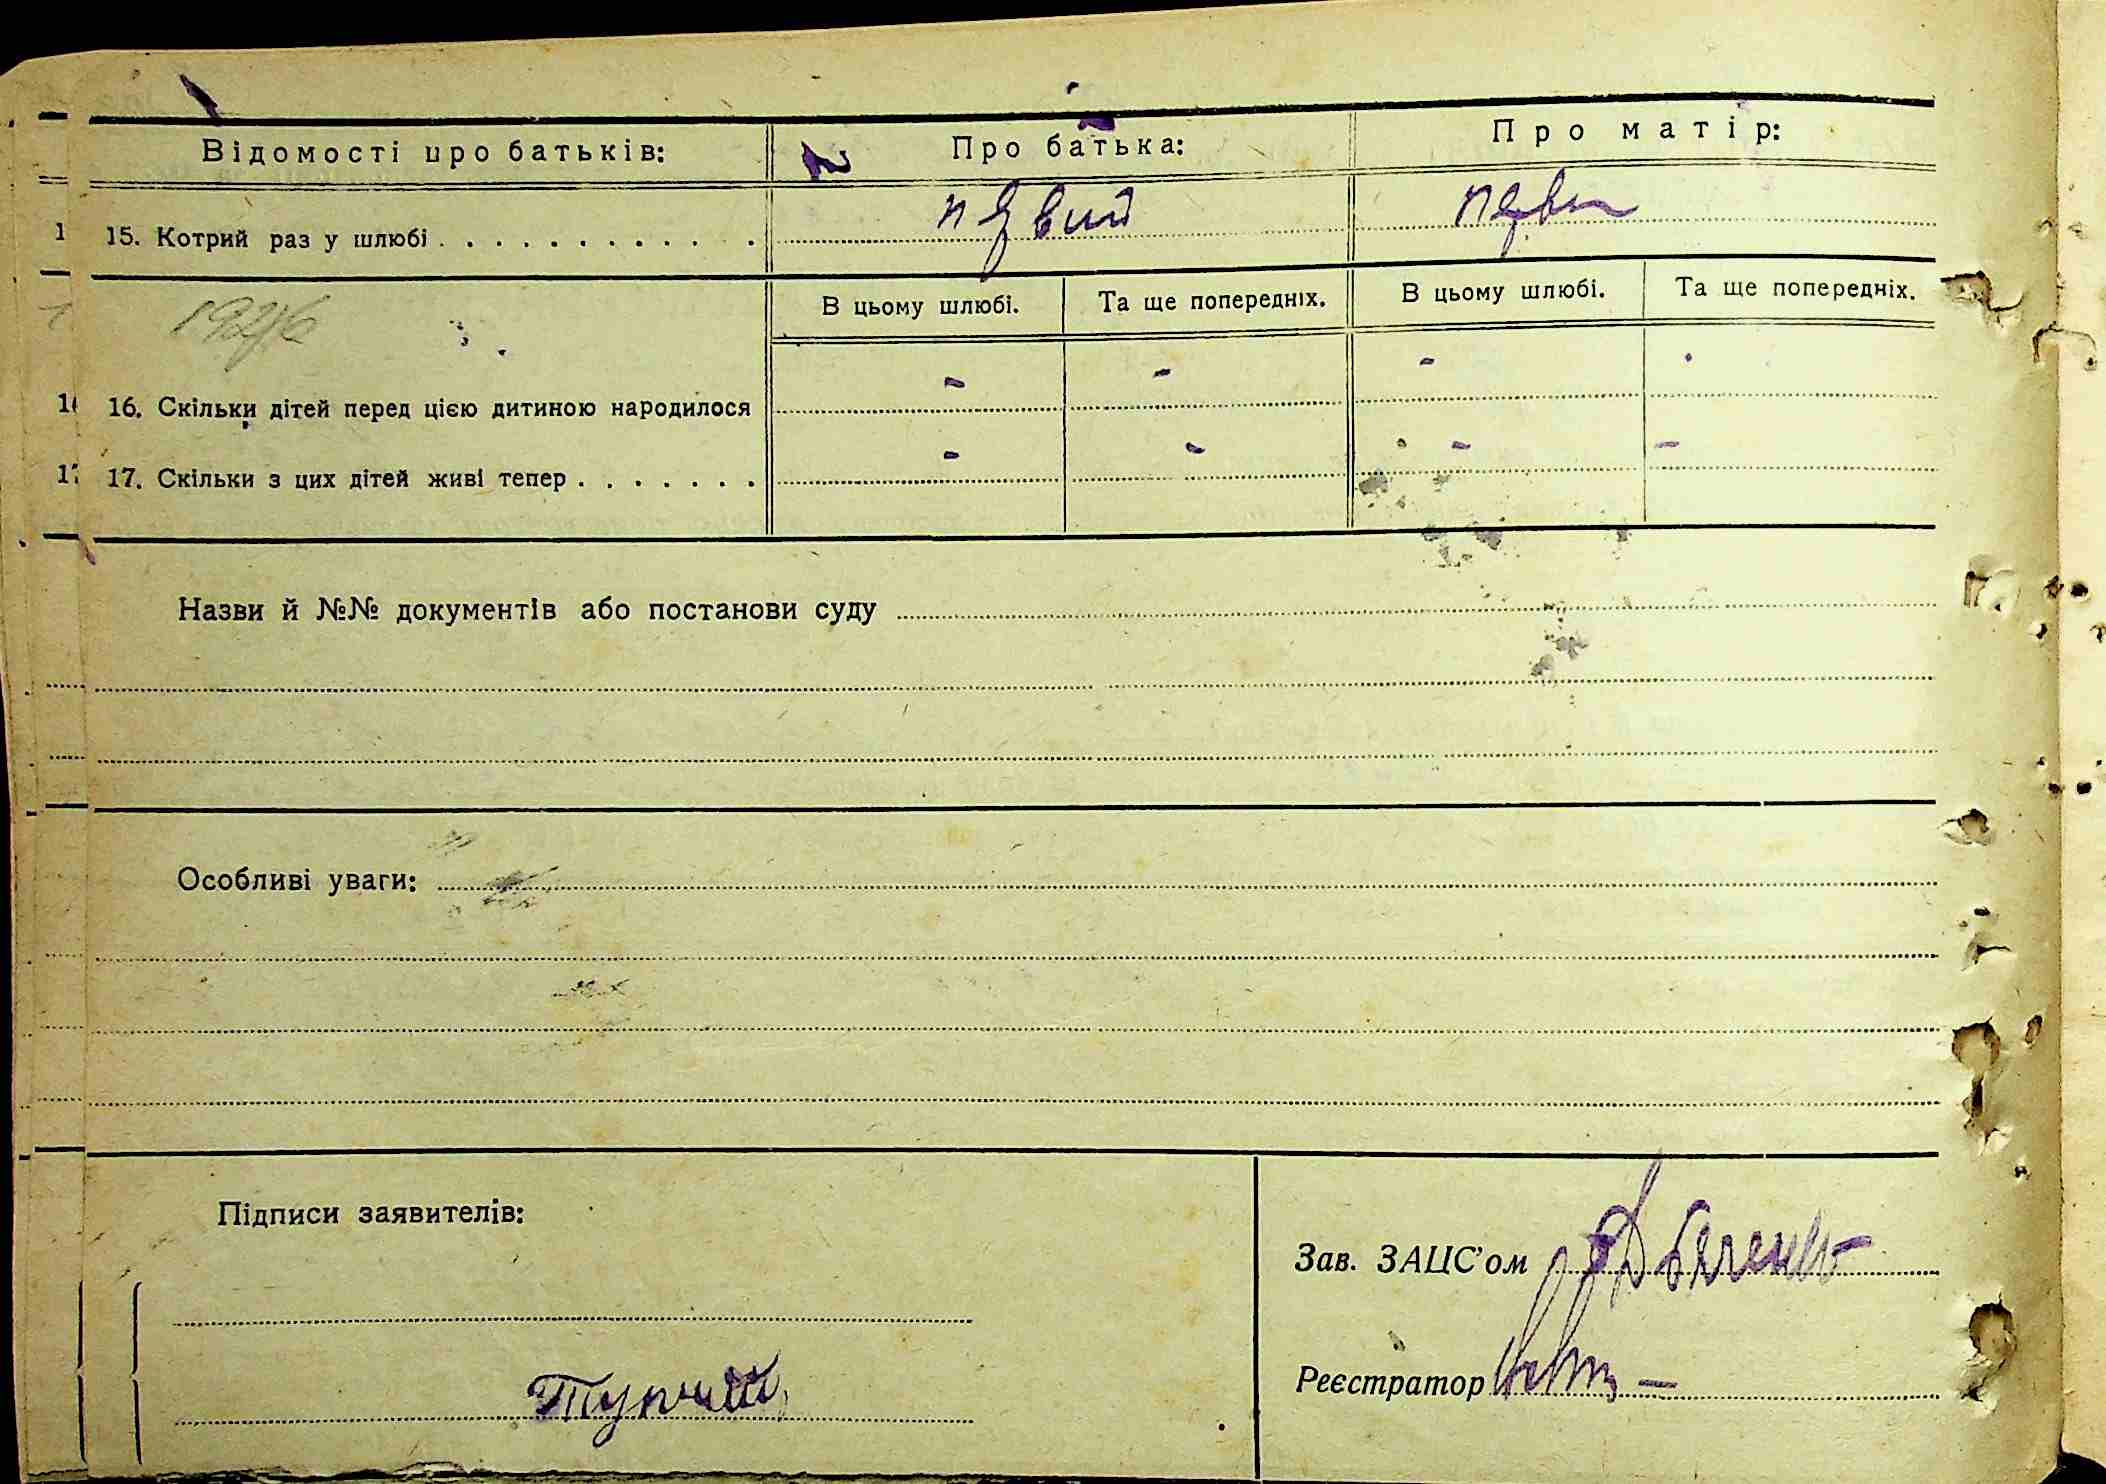 Відомості про батьків: Про батька: Про матір:
15. Котрий раз у шлюбі . . . . . . . . . . . . первий перв
В цьому шлюбі. Та ще попередніх. В цьому шлюбі. Та ще попередніх.
16. Скільки дітей перед цією дитиною народилося - - - -
17. Скільки з цих дітей живі тепер . . . . . . . - - - -
Назви й №№ документів або постанови суду
Особливі уваги:
Підписи заявителів:
Зав. ЗАЦС'ом
Реєстратор